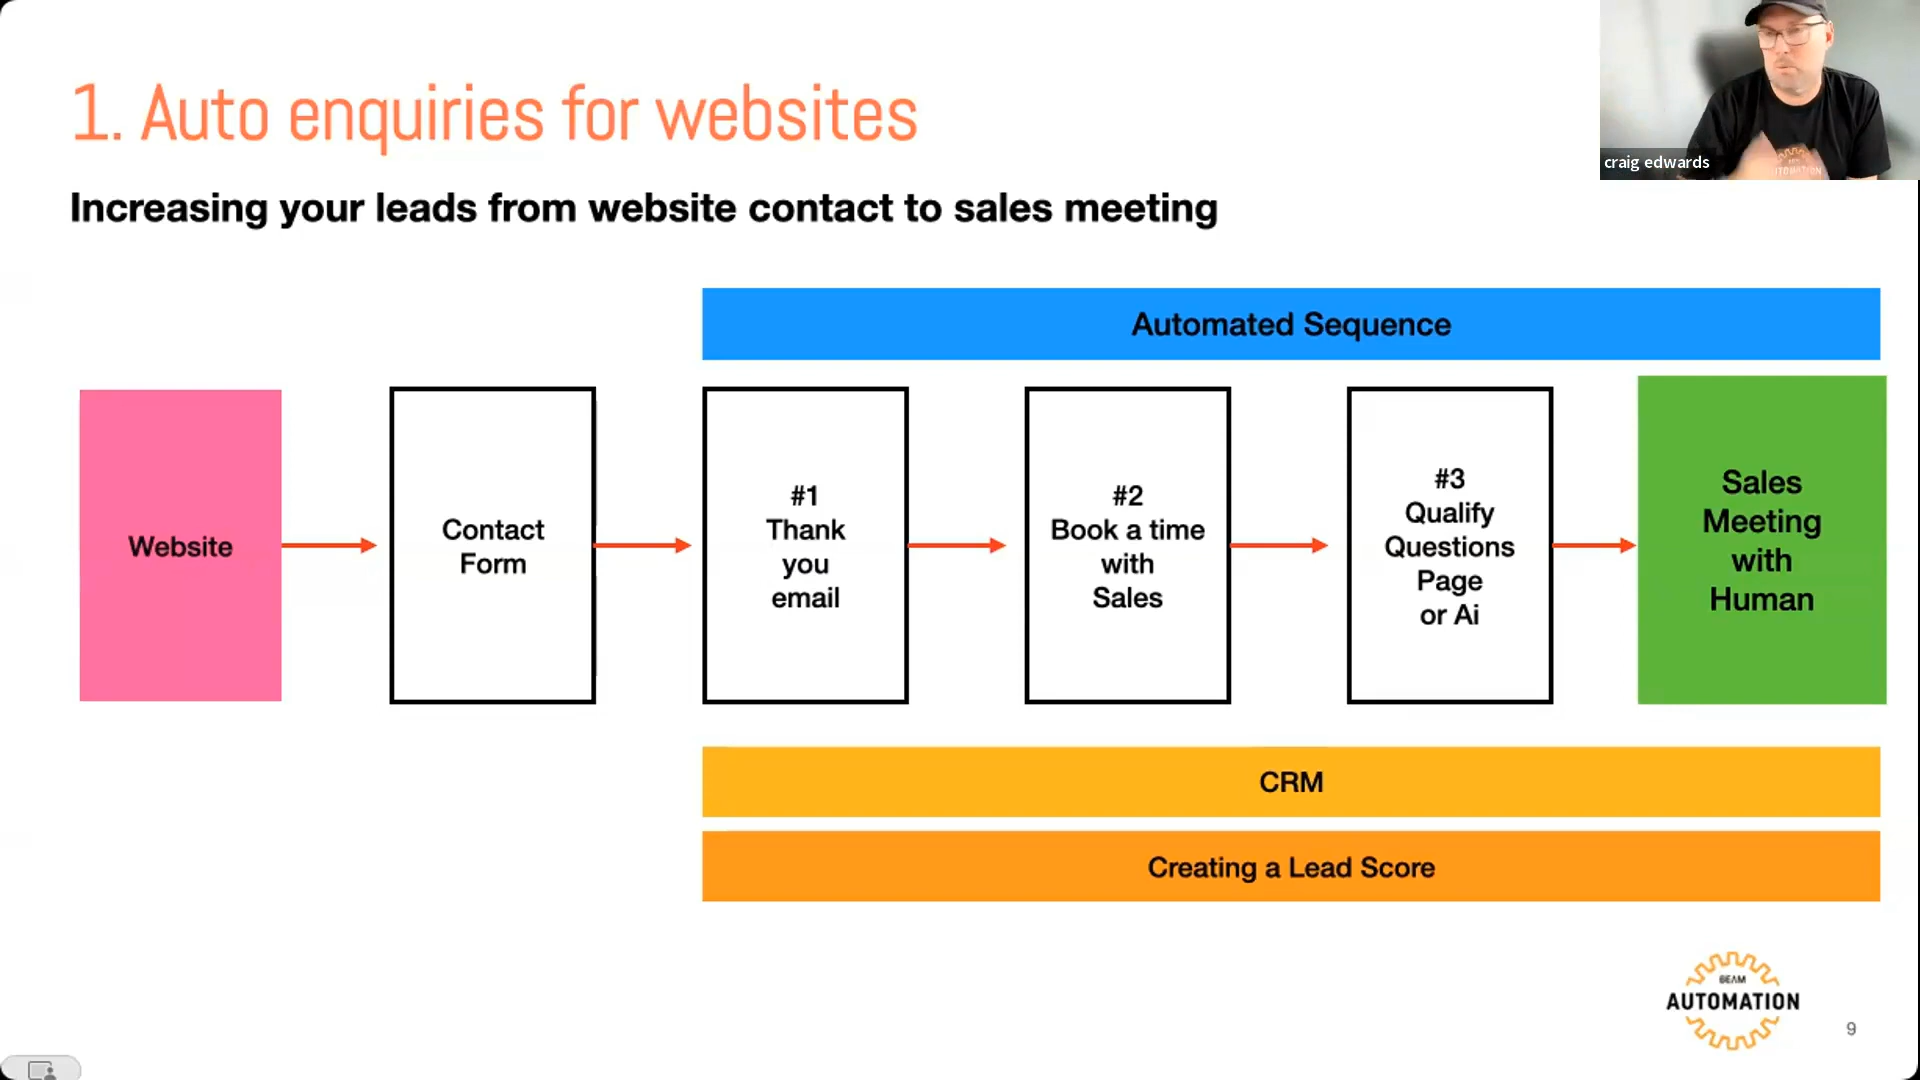 1. Auto enquiries for websites
craig edwards
Increasing your leads from website contact to sales meeting
Automated Sequence
Website
Contact
Form
#1
Thank
you
email
#2
Book a time
with
Sales
#3
Qualify
Questions
Page
or Ai
Sales
Meeting
with
Human
CRM
Creating a Lead Score
BEAM
AUTOMATION
9